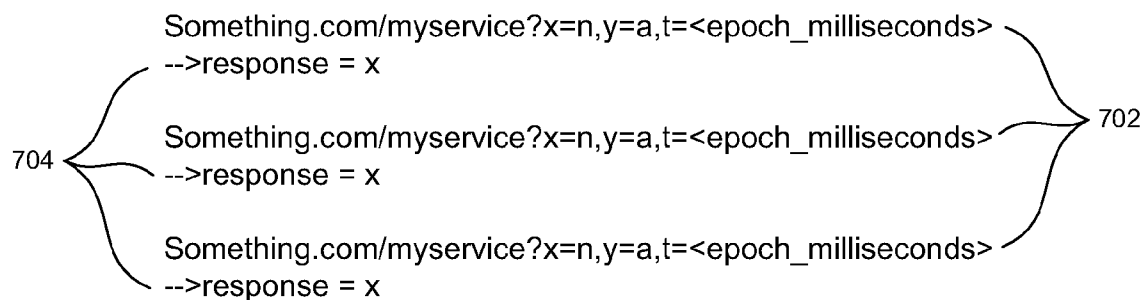 Something.com/myservice?x=n,y=a,t=<epoch_milliseconds>
-->response = x
704
Something.com/myservice?x=n,y=a,t=<epoch_milliseconds>
702
-->response = x
Something.com/myservice?x=n,y=a,t=<epoch_milliseconds>
-->response = x